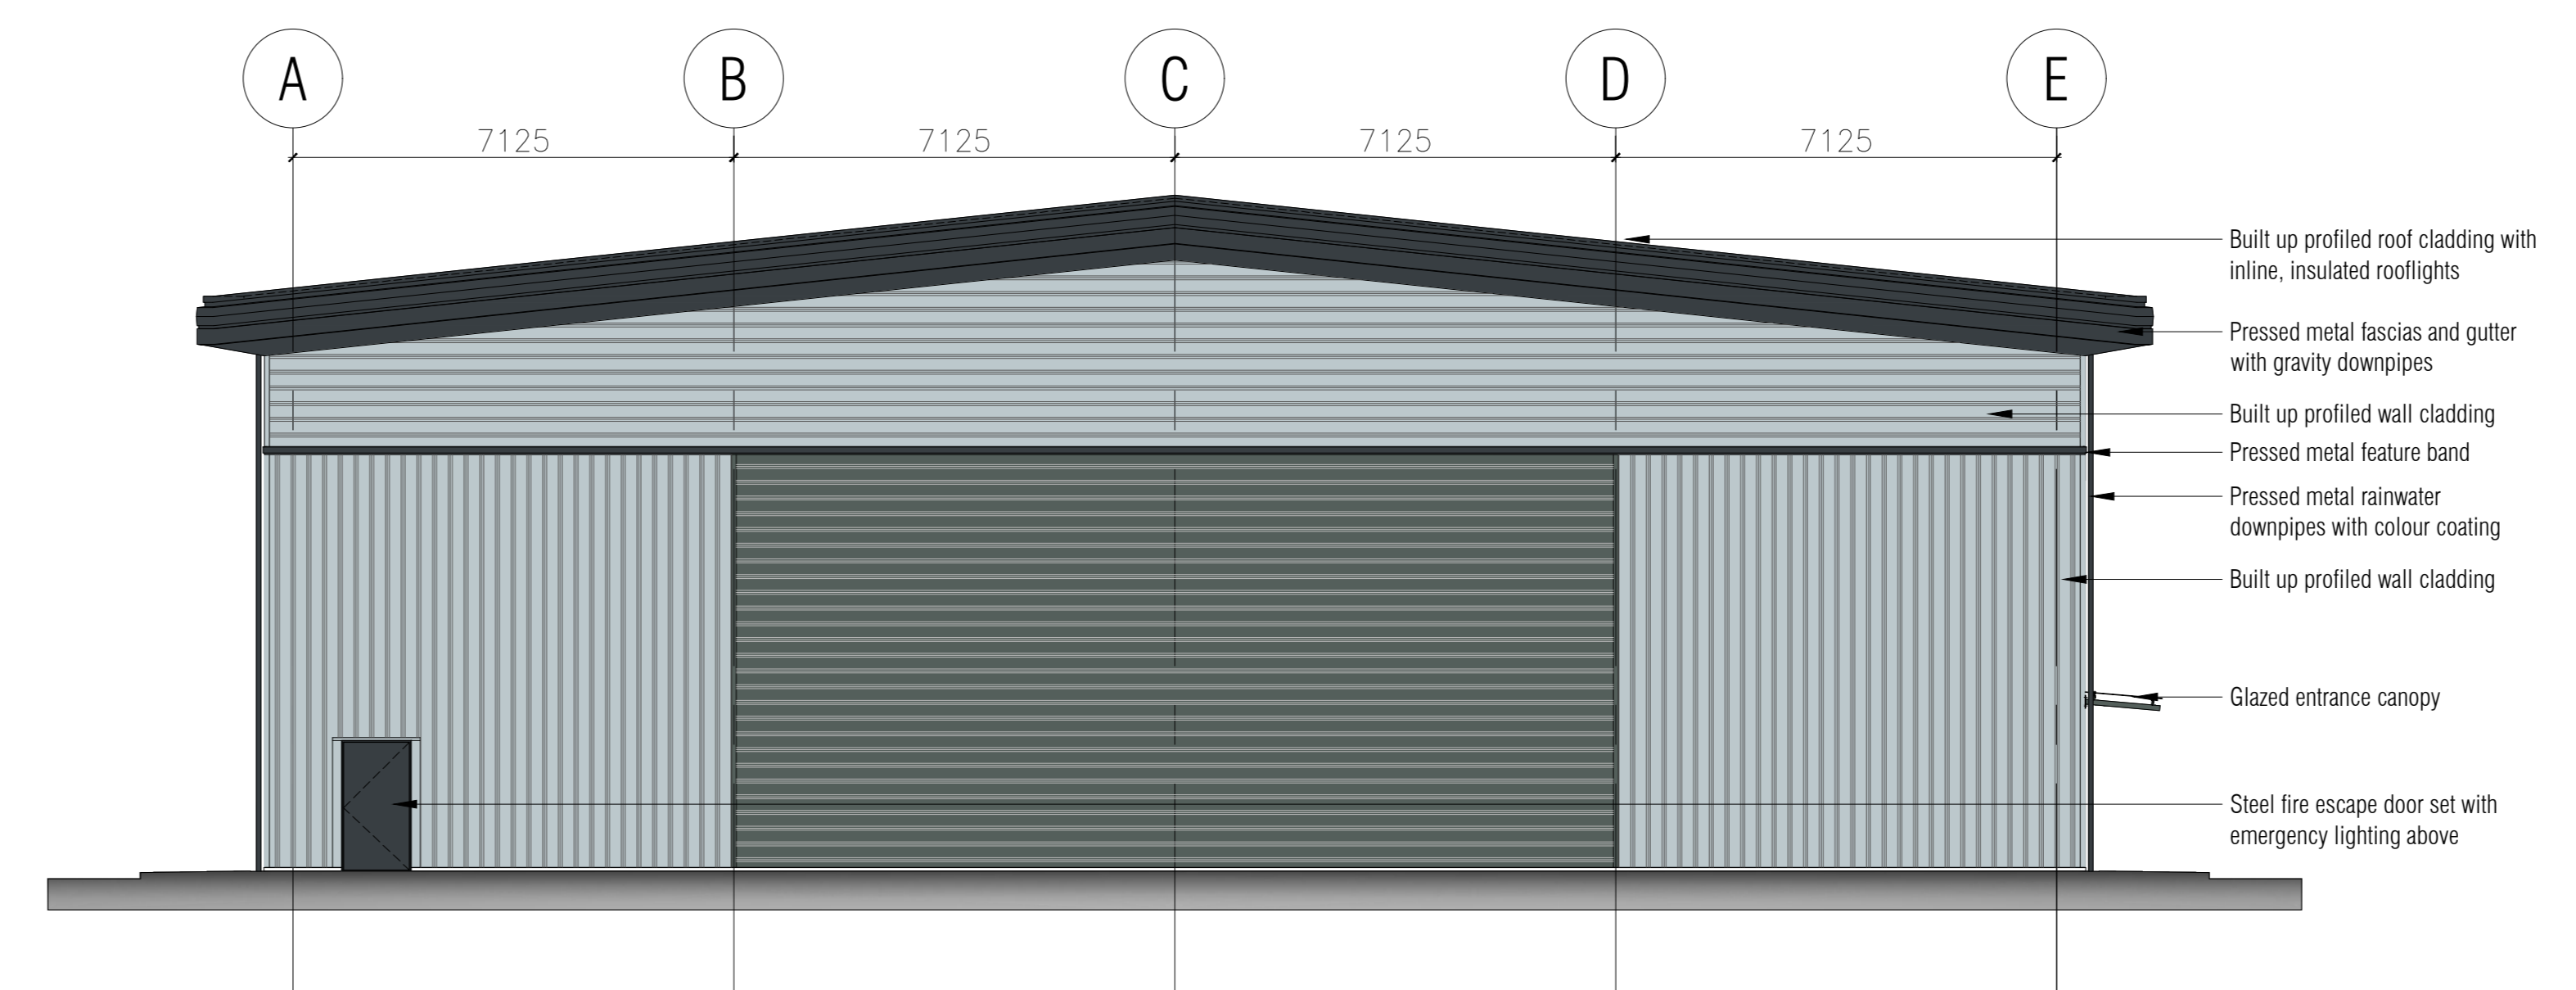 A B C D E
7125 7125 7125 7125
Built up profiled roof cladding with
inline, insulated rooflights
Pressed metal fascias and gutter
with gravity downpipes
Built up profiled wall cladding
Pressed metal feature band
Pressed metal rainwater
downpipes with colour coating
Built up profiled wall cladding
Glazed entrance canopy
Steel fire escape door set with
emergency lighting above